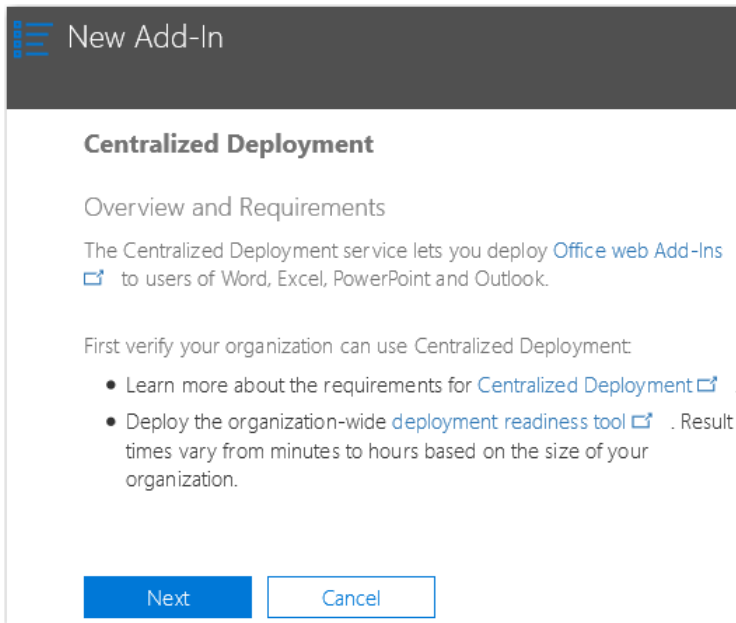 New Add-In
Centralized Deployment
Overview and Requirements
The Centralized Deployment service lets you deploy Office web Add-Ins
to users of Word, Excel, PowerPoint and Outlook.
First verify your organization can use Centralized Deployment:
• Learn more about the requirements for Centralized Deployment .
• Deploy the organization-wide deployment readiness tool . Result
times vary from minutes to hours based on the size of your
organization.
Next Cancel